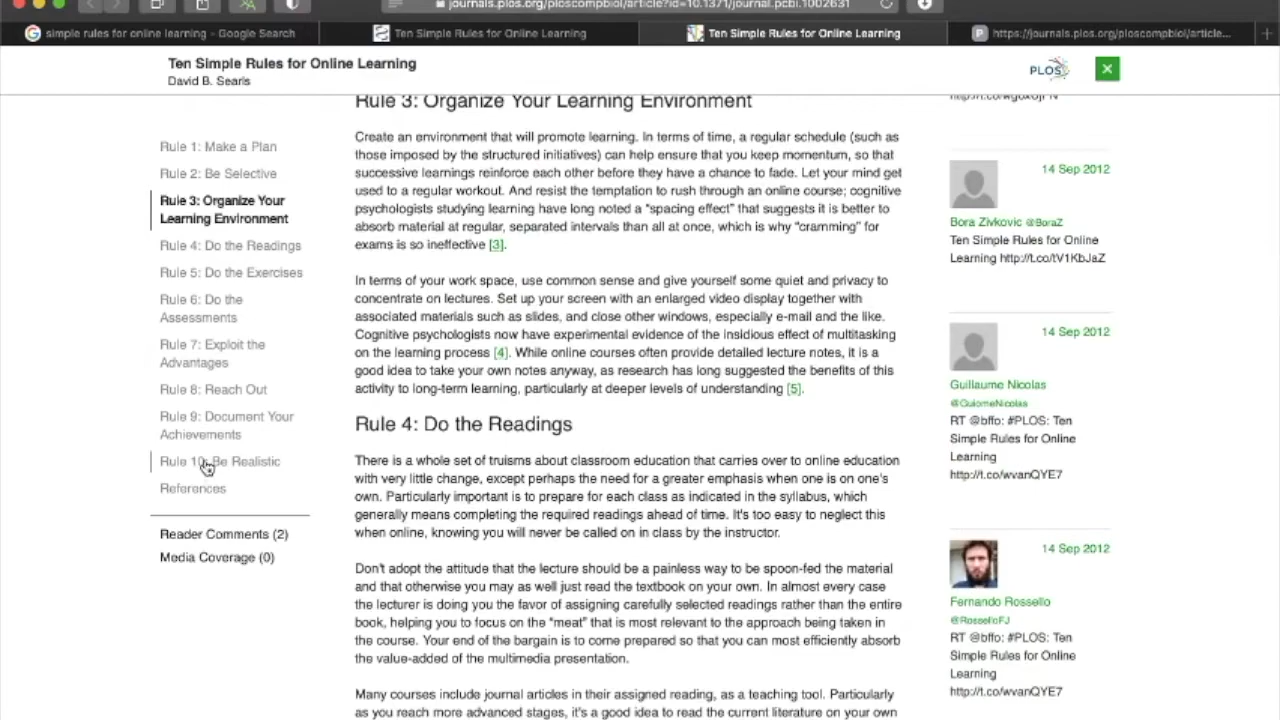 journals.plos.org/ploscompbiol/article?id=10.1371/journal.pcbi.1002631
simple rules for online learning - Google Search
Ten Simple Rules for Online Learning
Ten Simple Rules for Online Learning
https://journals.plos.org/ploscompbiol/article...
Ten Simple Rules for Online Learning
David B. Searls
PLOS
Rule 1: Make a Plan
Rule 2: Be Selective
Rule 3: Organize Your
Learning Environment
Rule 4: Do the Readings
Rule 5: Do the Exercises
Rule 6: Do the
Assessments
Rule 7: Exploit the
Advantages
Rule 8: Reach Out
Rule 9: Document Your
Achievements
Rule 10: Be Realistic
References
Reader Comments (2)
Media Coverage (0)
Rule 3: Organize Your Learning Environment
Create an environment that will promote learning. In terms of time, a regular schedule (such as
those imposed by the structured initiatives) can help ensure that you keep momentum, so that
successive learnings reinforce each other before they have a chance to fade. Let your mind get
used to a regular workout. And resist the temptation to rush through an online course; cognitive
psychologists studying learning have long noted a “spacing effect” that suggests it is better to
absorb material at regular, separated intervals than all at once, which is why “cramming” for
exams is so ineffective [3].
In terms of your work space, use common sense and give yourself some quiet and privacy to
concentrate on lectures. Set up your screen with an enlarged video display together with
associated materials such as slides, and close other windows, especially e-mail and the like.
Cognitive psychologists now have experimental evidence of the insidious effect of multitasking
on the learning process [4]. While online courses often provide detailed lecture notes, it is a
good idea to take your own notes anyway, as research has long suggested the benefits of this
activity to long-term learning, particularly at deeper levels of understanding [5].
Rule 4: Do the Readings
There is a whole set of truisms about classroom education that carries over to online education
with very little change, except perhaps the need for a greater emphasis when one is on one's
own. Particularly important is to prepare for each class as indicated in the syllabus, which
generally means completing the required readings ahead of time. It's too easy to neglect this
when online, knowing you will never be called on in class by the instructor.
Don't adopt the attitude that the lecture should be a painless way to be spoon-fed the material
and that otherwise you may as well just read the textbook on your own. In almost every case
the lecturer is doing you the favor of assigning carefully selected readings rather than the entire
book, helping you to focus on the “meat” that is most relevant to the approach being taken in
the course. Your end of the bargain is to come prepared so that you can most efficiently absorb
the value-added of the multimedia presentation.
Many courses include journal articles in their assigned reading, as a teaching tool. Particularly
as you reach more advanced stages, it's a good idea to read the current literature on your own
14 Sep 2012
Bora Zivkovic @BoraZ
Ten Simple Rules for Online
Learning http://t.co/tV1KbJaZ
14 Sep 2012
Guillaume Nicolas
@GuiomeNicolas
RT @bffo: #PLOS: Ten
Simple Rules for Online
Learning
http://t.co/wvanQYE7
14 Sep 2012
Fernando Rossello
@RosselloFJ
RT @bffo: #PLOS: Ten
Simple Rules for Online
Learning
http://t.co/wvanQYE7